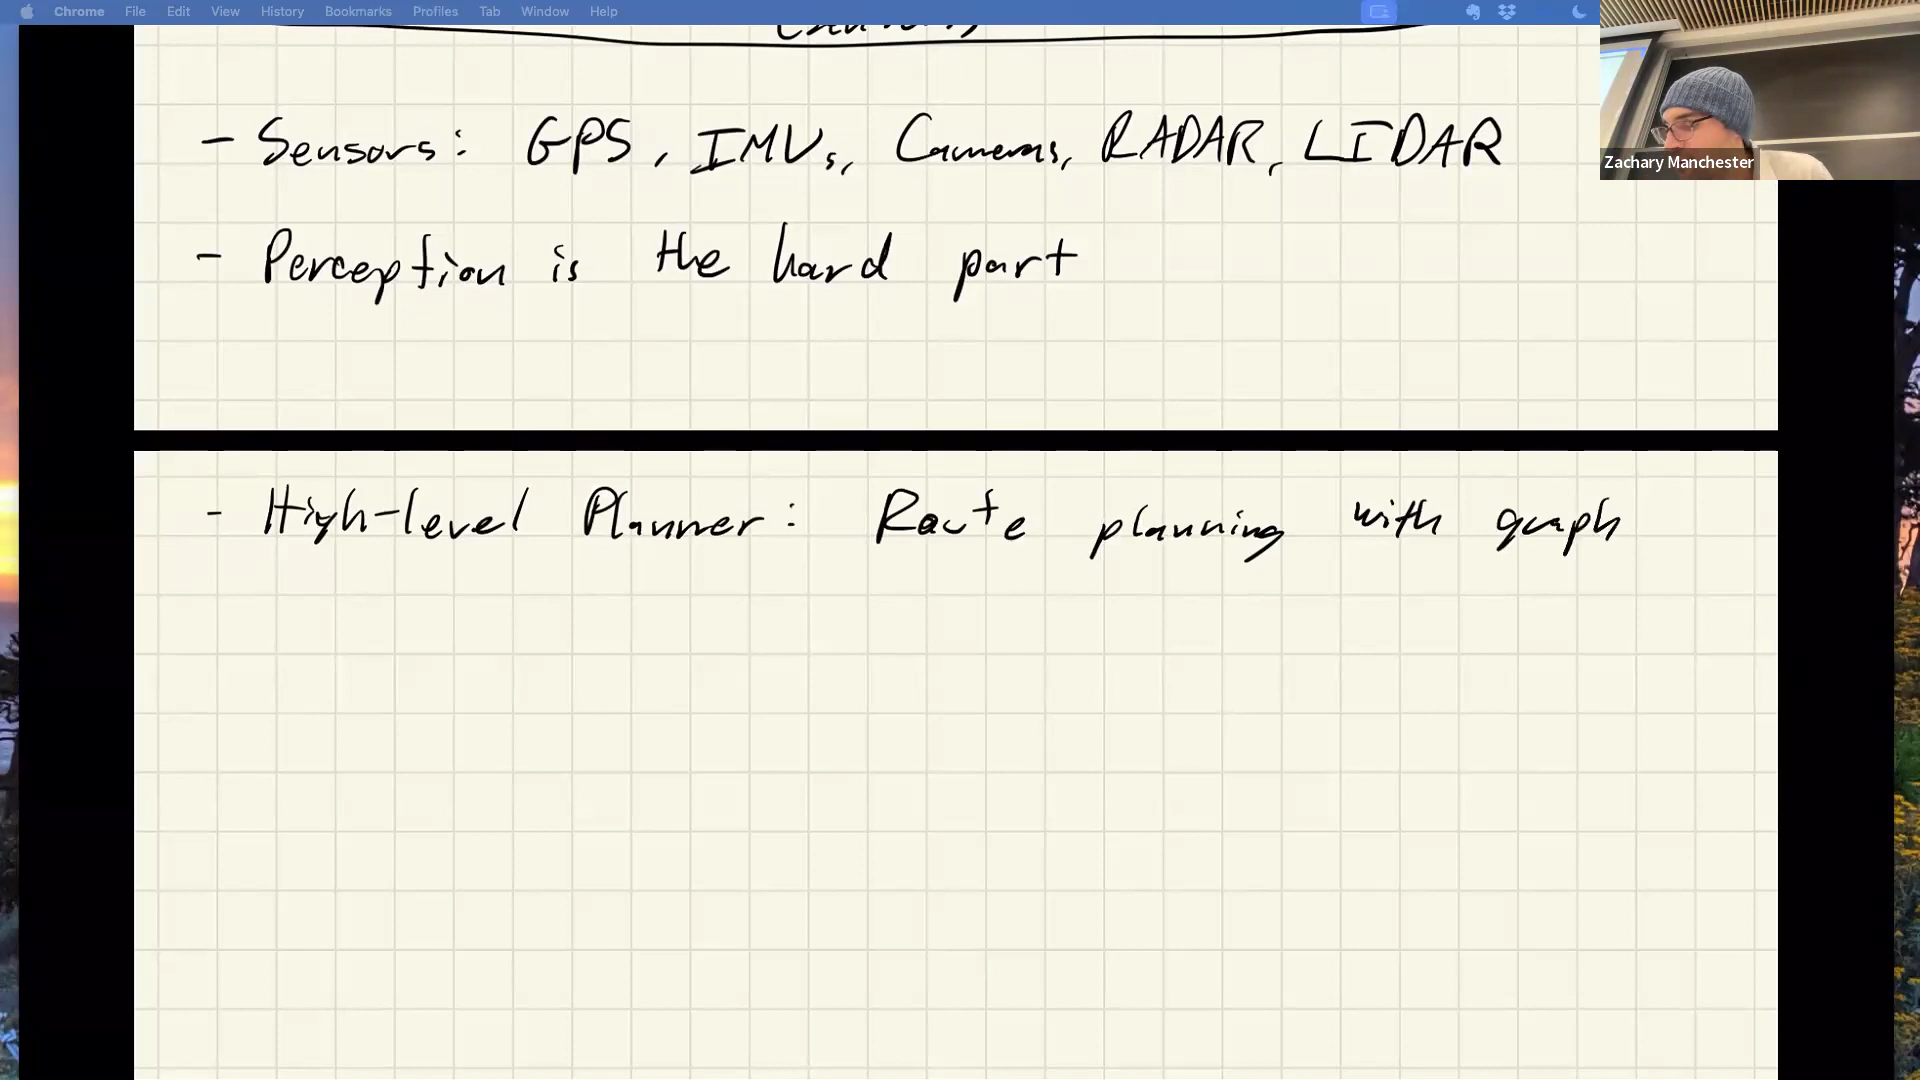 Chrome File Edit View History Bookmarks Profiles Tab Window Help
- Sensors: GPS, IMUs, Cameras, RADAR, LIDAR
Zachary Manchester
- Perception is the hard part
- High-level Planner: Route planning with graph